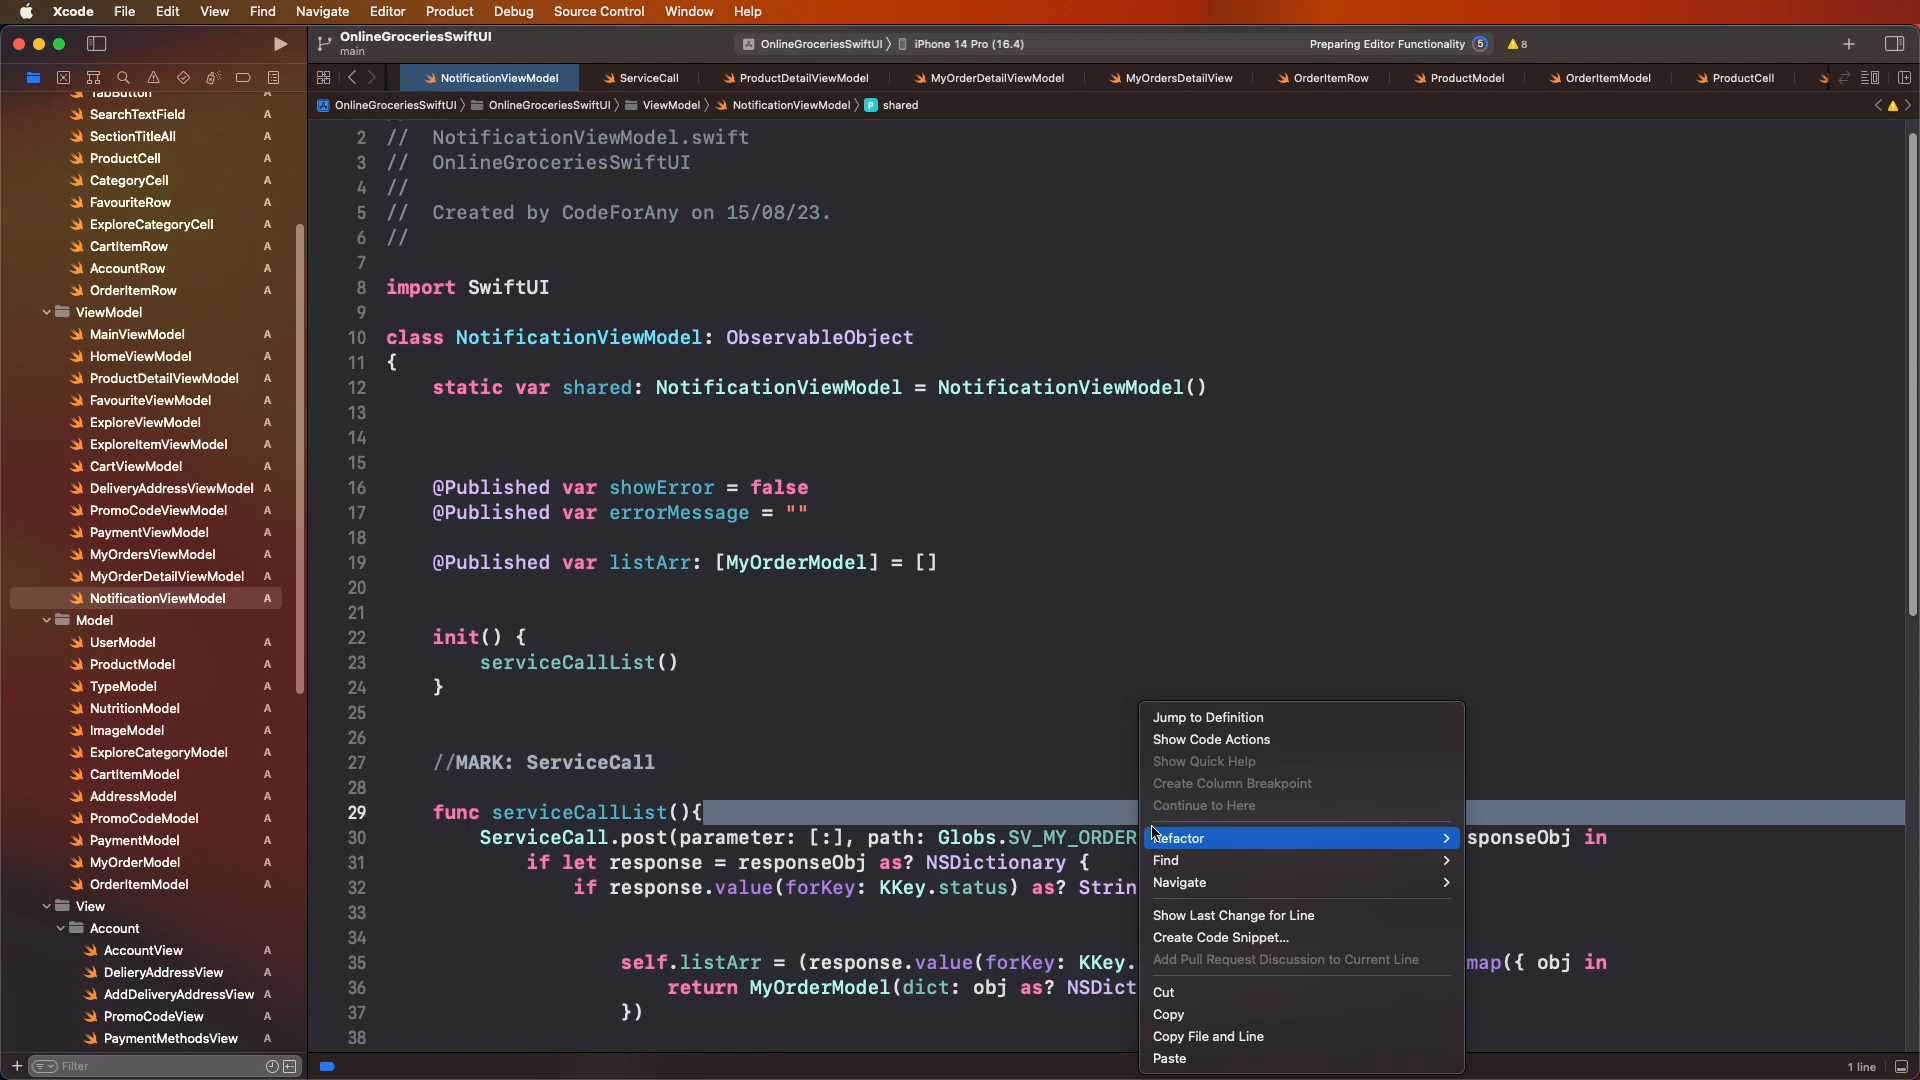 Xcode File Edit View Find Navigate Editor Product Debug Source Control Window Help
OnlineGroceriesSwiftUI
main
OnlineGroceriesSwiftUI iPhone 14 Pro (16.4)
Preparing Editor Functionality 5 8
NotificationViewModel ServiceCall ProductDetailViewModel MyOrderDetailViewModel MyOrdersDetailView OrderItemRow ProductModel OrderItemModel ProductCell
OnlineGroceriesSwiftUI OnlineGroceriesSwiftUI ViewModel NotificationViewModel P shared
TabButton A
SearchTextField A
SectionTitleAll A
ProductCell A
CategoryCell A
FavouriteRow A
ExploreCategoryCell A
CartItemRow A
AccountRow A
OrderItemRow A
ViewModel
MainViewModel A
HomeViewModel A
ProductDetailViewModel A
FavouriteViewModel A
ExploreViewModel A
ExploreItemViewModel A
CartViewModel A
DeliveryAddressViewModel A
PromoCodeViewModel A
PaymentViewModel A
MyOrdersViewModel A
MyOrderDetailViewModel A
NotificationViewModel A
Model
UserModel A
ProductModel A
TypeModel A
NutritionModel A
ImageModel A
ExploreCategoryModel A
CartItemModel A
AddressModel A
PromoCodeModel A
PaymentModel A
MyOrderModel A
OrderItemModel A
View
Account
AccountView A
DelieryAddressView A
AddDeliveryAddressView A
PromoCodeView A
PaymentMethodsView A
Filter
2 // NotificationViewModel.swift
3 // OnlineGroceriesSwiftUI
4 //
5 // Created by CodeForAny on 15/08/23.
6 //
7
8 import SwiftUI
9
10 class NotificationViewModel: ObservableObject
11 {
12 static var shared: NotificationViewModel = NotificationViewModel()
13
14
15
16 @Published var showError = false
17 @Published var errorMessage = ""
18
19 @Published var listArr: [MyOrderModel] = []
20
21
22 init() {
23 serviceCallList()
24 }
25
26
27 //MARK: ServiceCall
28
29 func serviceCallList(){
30 ServiceCall.post(parameter: [:], path: Globs.SV_MY_ORDER sponseObj in
31 if let response = responseObj as? NSDictionary {
32 if response.value(forKey: KKey.status) as? Strin
33
34
35 self.listArr = (response.value(forKey: KKey. map({ obj in
36 return MyOrderModel(dict: obj as? NSDict
37 })
38
Jump to Definition
Show Code Actions
Show Quick Help
Create Column Breakpoint
Continue to Here
Refactor
Find
Navigate
Show Last Change for Line
Create Code Snippet...
Add Pull Request Discussion to Current Line
Cut
Copy
Copy File and Line
Paste
1 line